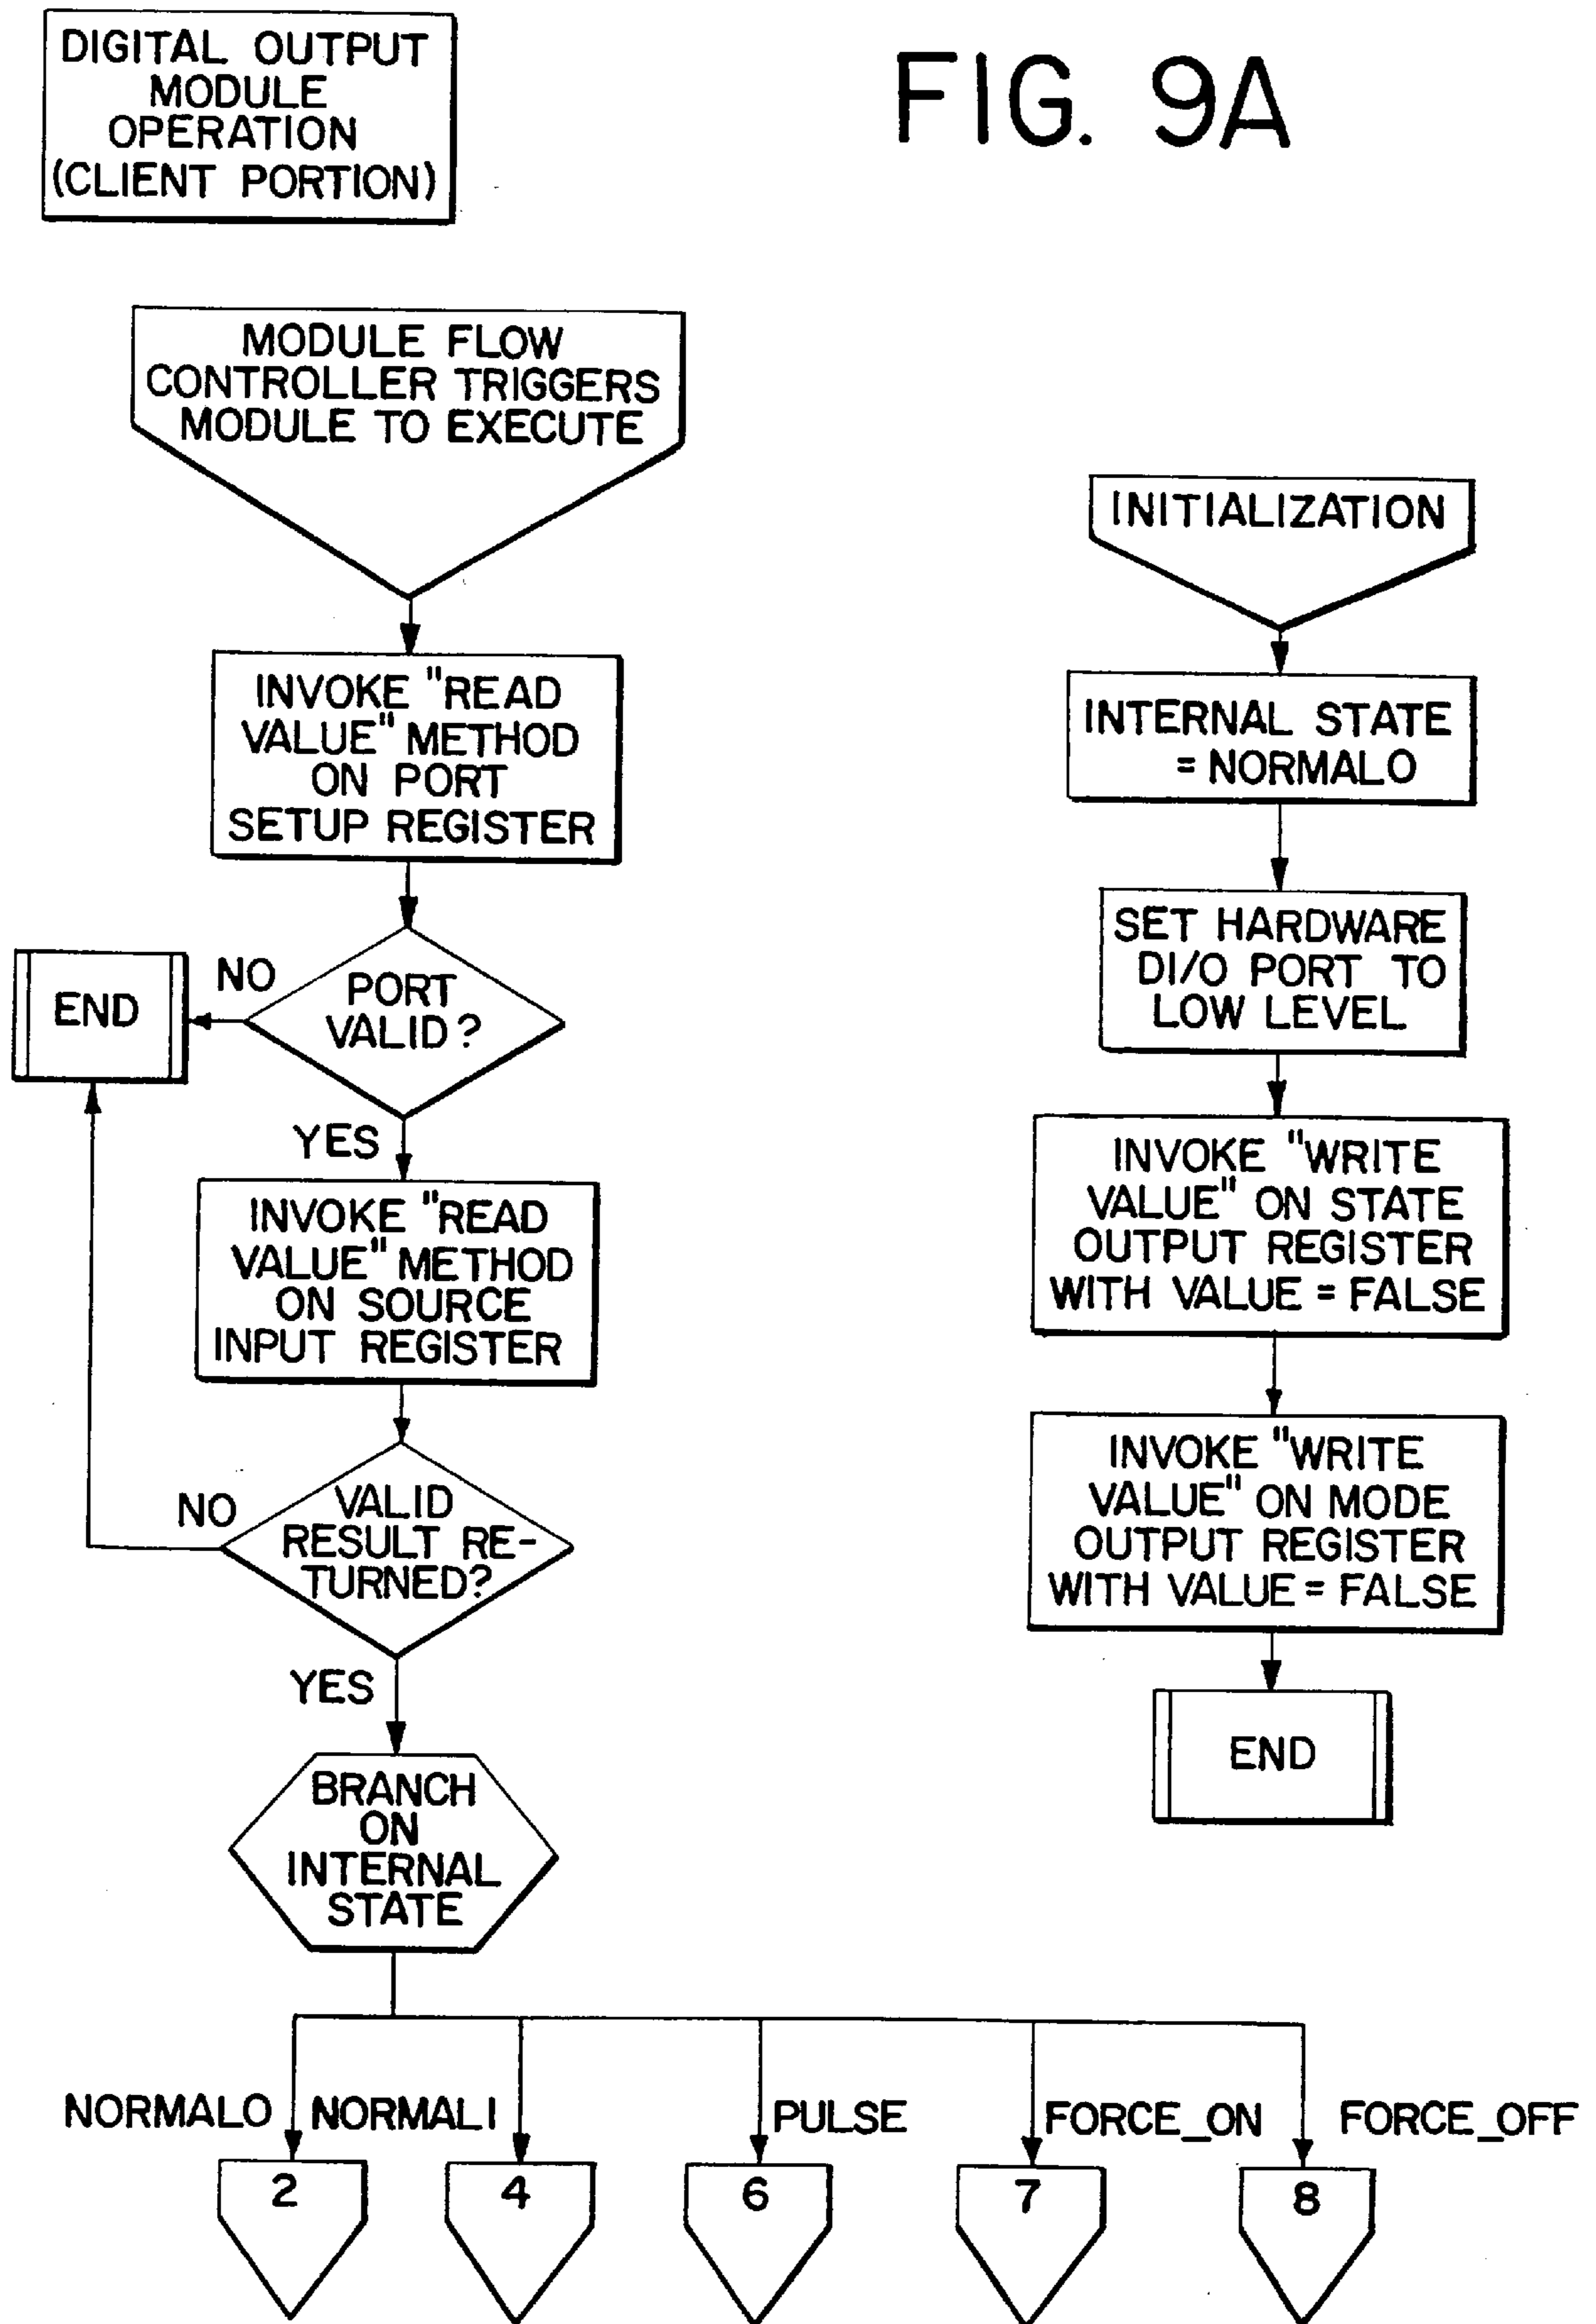 DIGITAL OUTPUT
MODULE
OPERATION
(CLIENT PORTION)
FIG. 9A
MODULE FLOW
CONTROLLER TRIGGERS
MODULE TO EXECUTE
INVOKE "READ
VALUE" METHOD
ON PORT
SETUP REGISTER
PORT
VALID?
NO
END
YES
INVOKE "READ
VALUE" METHOD
ON SOURCE
INPUT REGISTER
VALID
RESULT RE-
TURNED?
NO
YES
BRANCH
ON
INTERNAL
STATE
NORMALO
NORMALI
PULSE
FORCE_ON
FORCE_OFF
2
4
6
7
8
INITIALIZATION
INTERNAL STATE
= NORMALO
SET HARDWARE
DI/O PORT TO
LOW LEVEL
INVOKE "WRITE
VALUE" ON STATE
OUTPUT REGISTER
WITH VALUE = FALSE
INVOKE "WRITE
VALUE" ON MODE
OUTPUT REGISTER
WITH VALUE = FALSE
END